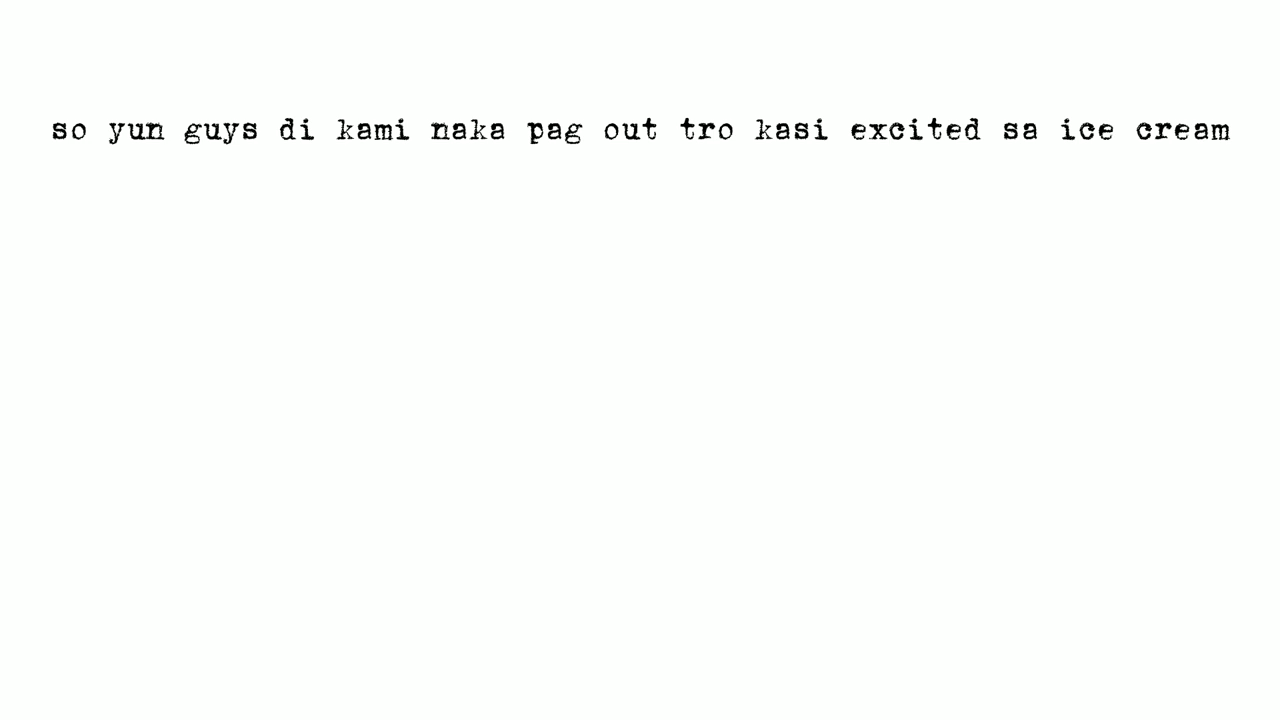 so yun guys di kami naka pag out tro kasi excited sa ice cream